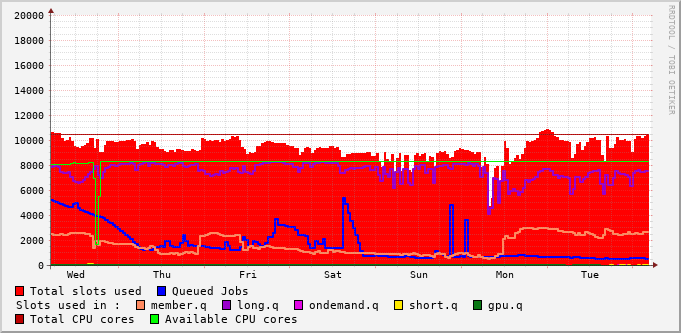 RRDTOOL / TOBI OETIKER
20000
18000
16000
14000
12000
10000
8000
6000
4000
2000
0
Wed Thu Fri Sat Sun Mon Tue
Total slots used Queued Jobs
Slots used in : member.q long.q ondemand.q short.q gpu.q
Total CPU cores Available CPU cores